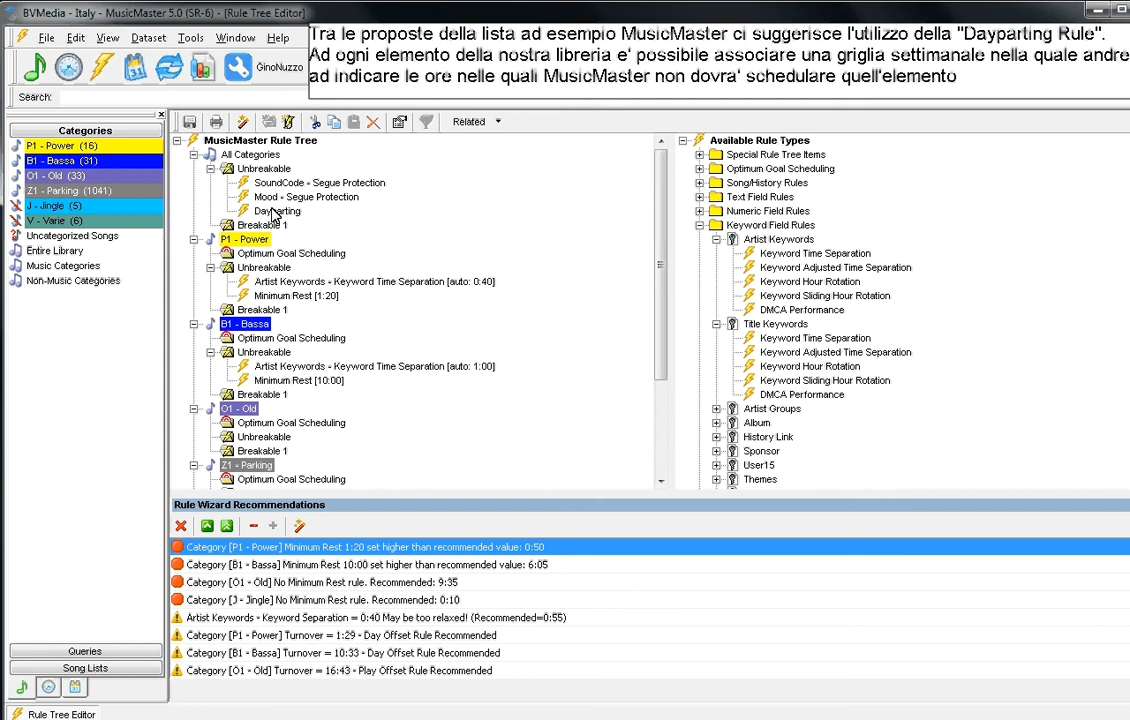 BVMedia - Italy - MusicMaster 5.0 (SR-6) - [Rule Tree Editor]
File Edit View Dataset Tools Window Help
Tra le proposte della lista ad esempio MusicMaster ci suggerisce l'utilizzo della "Dayparting Rule".
Ad ogni elemento della nostra libreria e' possibile associare una griglia settimanale nella quale andre
ad indicare le ore nelle quali MusicMaster non dovra' schedulare quell'elemento
GinoNuzzo
Search:
Related
Categories
P1 - Power (16)
B1 - Bassa (31)
O1 - Old (33)
Z1 - Parking (1041)
J - Jingle (5)
V - Varie (6)
Uncategorized Songs
Entire Library
Music Categories
Non-Music Categories
Queries
Song Lists
MusicMaster Rule Tree
All Categories
Unbreakable
SoundCode - Segue Protection
Mood - Segue Protection
Dayparting
Breakable 1
P1 - Power
Optimum Goal Scheduling
Unbreakable
Artist Keywords - Keyword Time Separation [auto: 0:40]
Minimum Rest [1:20]
Breakable 1
B1 - Bassa
Optimum Goal Scheduling
Unbreakable
Artist Keywords - Keyword Time Separation [auto: 1:00]
Minimum Rest [10:00]
Breakable 1
O1 - Old
Optimum Goal Scheduling
Unbreakable
Breakable 1
Z1 - Parking
Optimum Goal Scheduling
Available Rule Types
Special Rule Tree Items
Optimum Goal Scheduling
Song/History Rules
Text Field Rules
Numeric Field Rules
Keyword Field Rules
Artist Keywords
Keyword Time Separation
Keyword Adjusted Time Separation
Keyword Hour Rotation
Keyword Sliding Hour Rotation
DMCA Performance
Title Keywords
Keyword Time Separation
Keyword Adjusted Time Separation
Keyword Hour Rotation
Keyword Sliding Hour Rotation
DMCA Performance
Artist Groups
Album
History Link
Sponsor
User15
Themes
Rule Wizard Recommendations
Category [P1 - Power] Minimum Rest 1:20 set higher than recommended value: 0:50
Category [B1 - Bassa] Minimum Rest 10:00 set higher than recommended value: 6:05
Category [O1 - Old] No Minimum Rest rule. Recommended: 9:35
Category [J - Jingle] No Minimum Rest rule. Recommended: 0:10
Artist Keywords - Keyword Separation = 0:40 May be too relaxed! (Recommended=0:55)
Category [P1 - Power] Turnover = 1:29 - Day Offset Rule Recommended
Category [B1 - Bassa] Turnover = 10:33 - Day Offset Rule Recommended
Category [O1 - Old] Turnover = 16:43 - Play Offset Rule Recommended
Rule Tree Editor